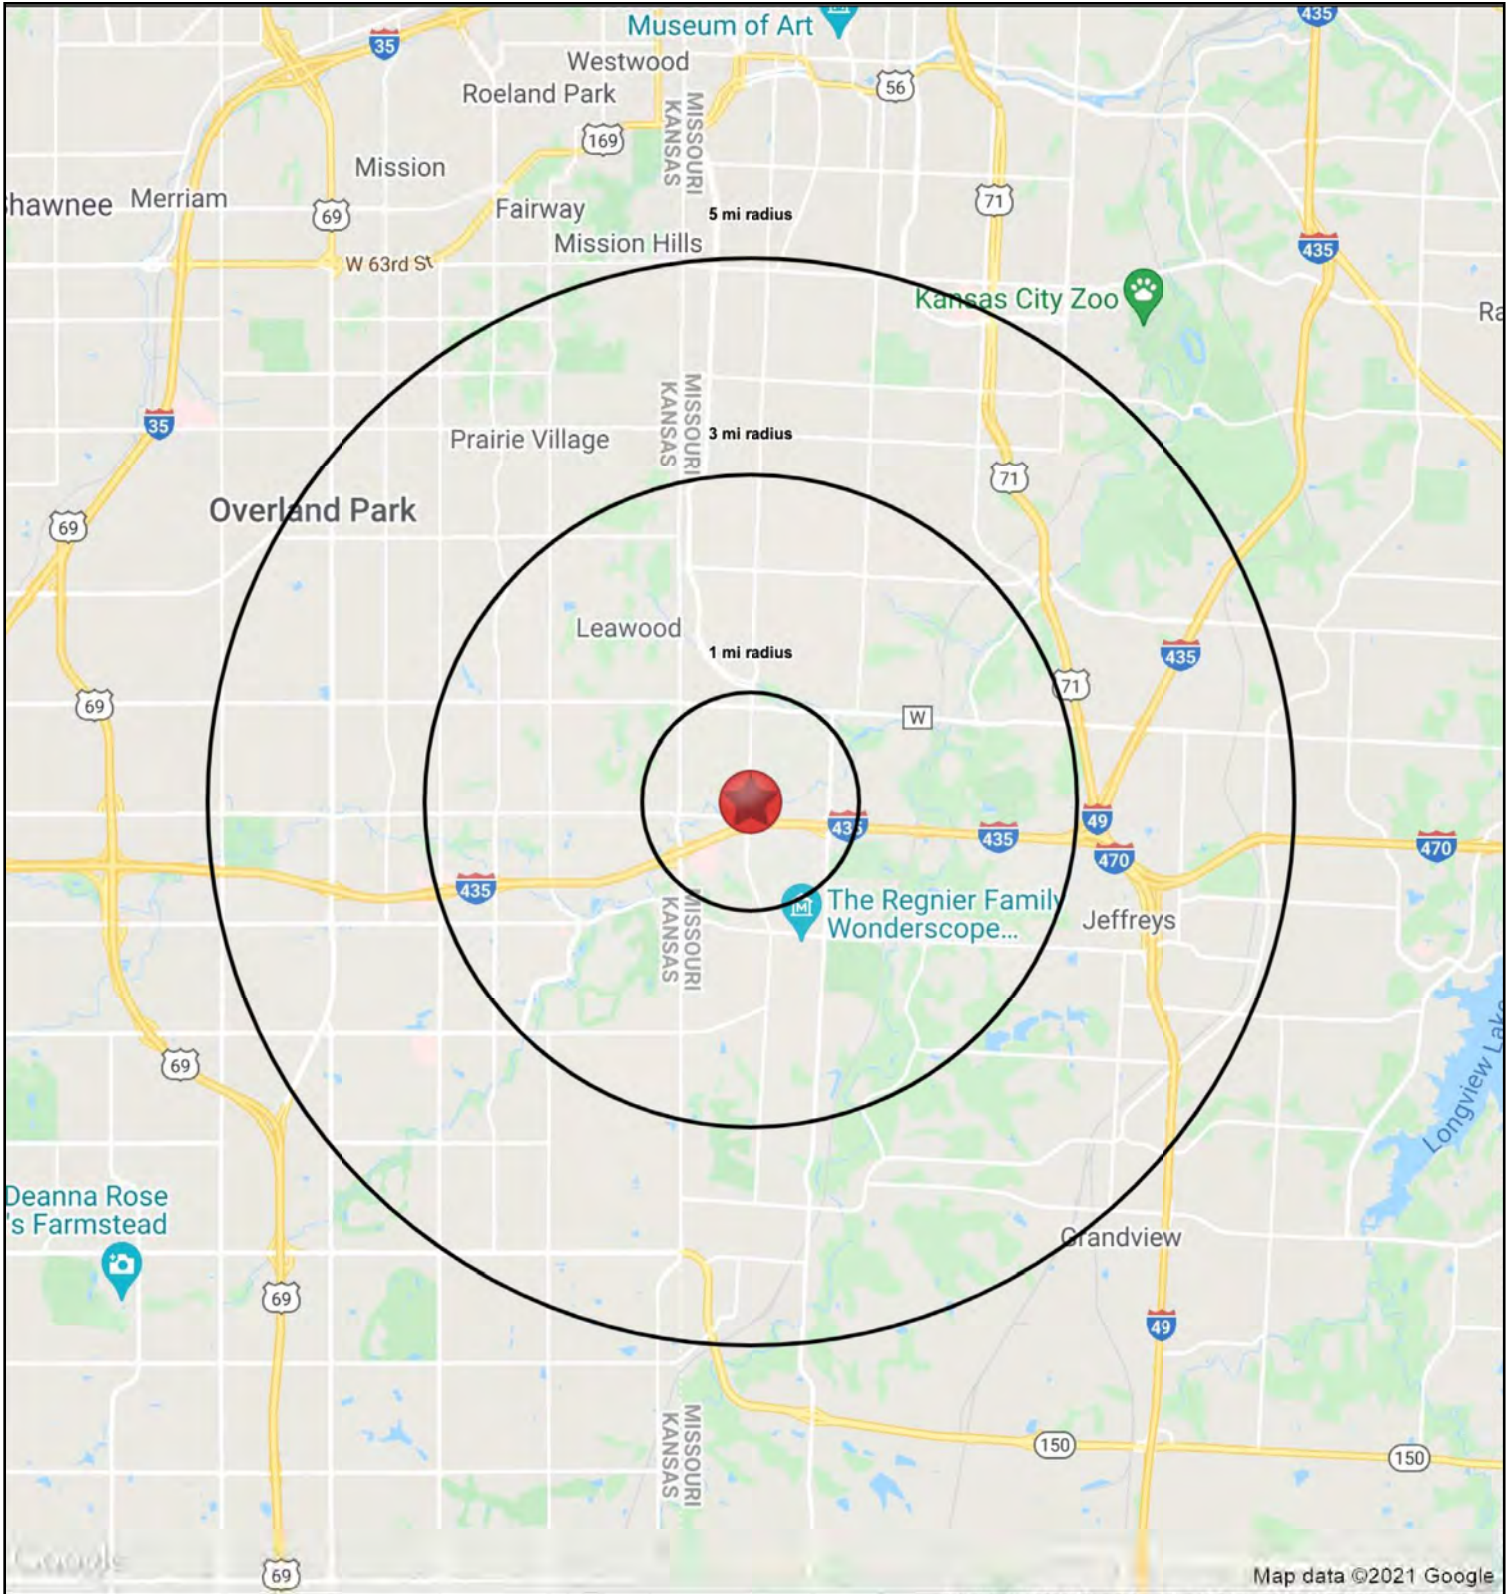 435
35
Museum of Art
Westwood
56
Roeland Park
MISSOURI
KANSAS
169
Mission
hawnee
Merriam
69
Fairway
71
5 mi radius
Mission Hills
435
W 63rd St
Kansas City Zoo
Ra
MISSOURI
KANSAS
35
Prairie Village
3 mi radius
71
Overland Park
69
Leawood
1 mi radius
435
71
69
W
435
435
49
470
470
435
MISSOURI
KANSAS
The Regnier Family
Wonderscope...
Jeffreys
69
Longview Lake
Deanna Rose
's Farmstead
Grandview
69
49
MISSOURI
KANSAS
150
150
Google
69
Map data ©2021 Google